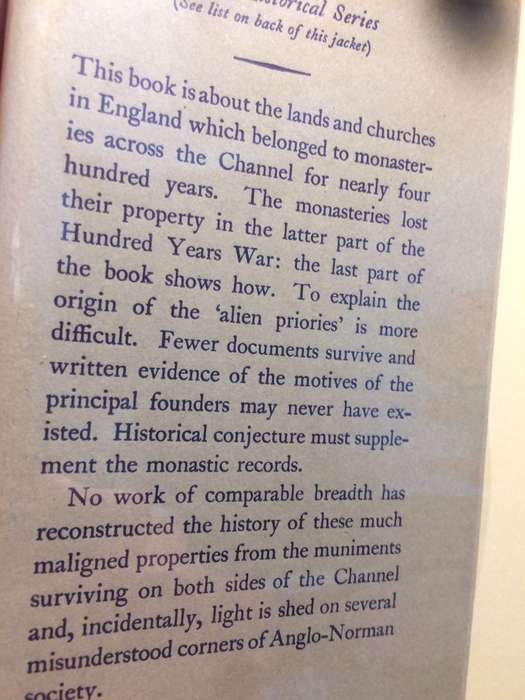 Historical Series
(See list on back of this jacket)
This book is about the lands and churches
in England which belonged to monaster-
ies across the Channel for nearly four
hundred years. The monasteries lost
their property in the latter part of the
Hundred Years War: the last part of
the book shows how. To explain the
origin of the ‘alien priories’ is more
difficult. Fewer documents survive and
written evidence of the motives of the
principal founders may never have ex-
isted. Historical conjecture must supple-
ment the monastic records.
No work of comparable breadth has
reconstructed the history of these much
maligned properties from the muniments
surviving on both sides of the Channel
and, incidentally, light is shed on several
misunderstood corners of Anglo-Norman
society.